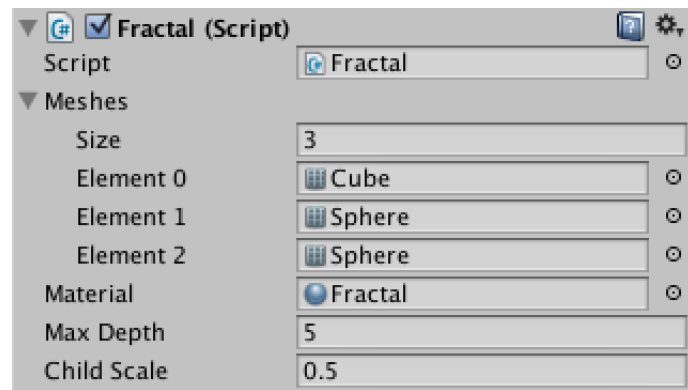 Fractal (Script)
Script Fractal
Meshes
Size 3
Element 0 Cube
Element 1 Sphere
Element 2 Sphere
Material Fractal
Max Depth 5
Child Scale 0.5